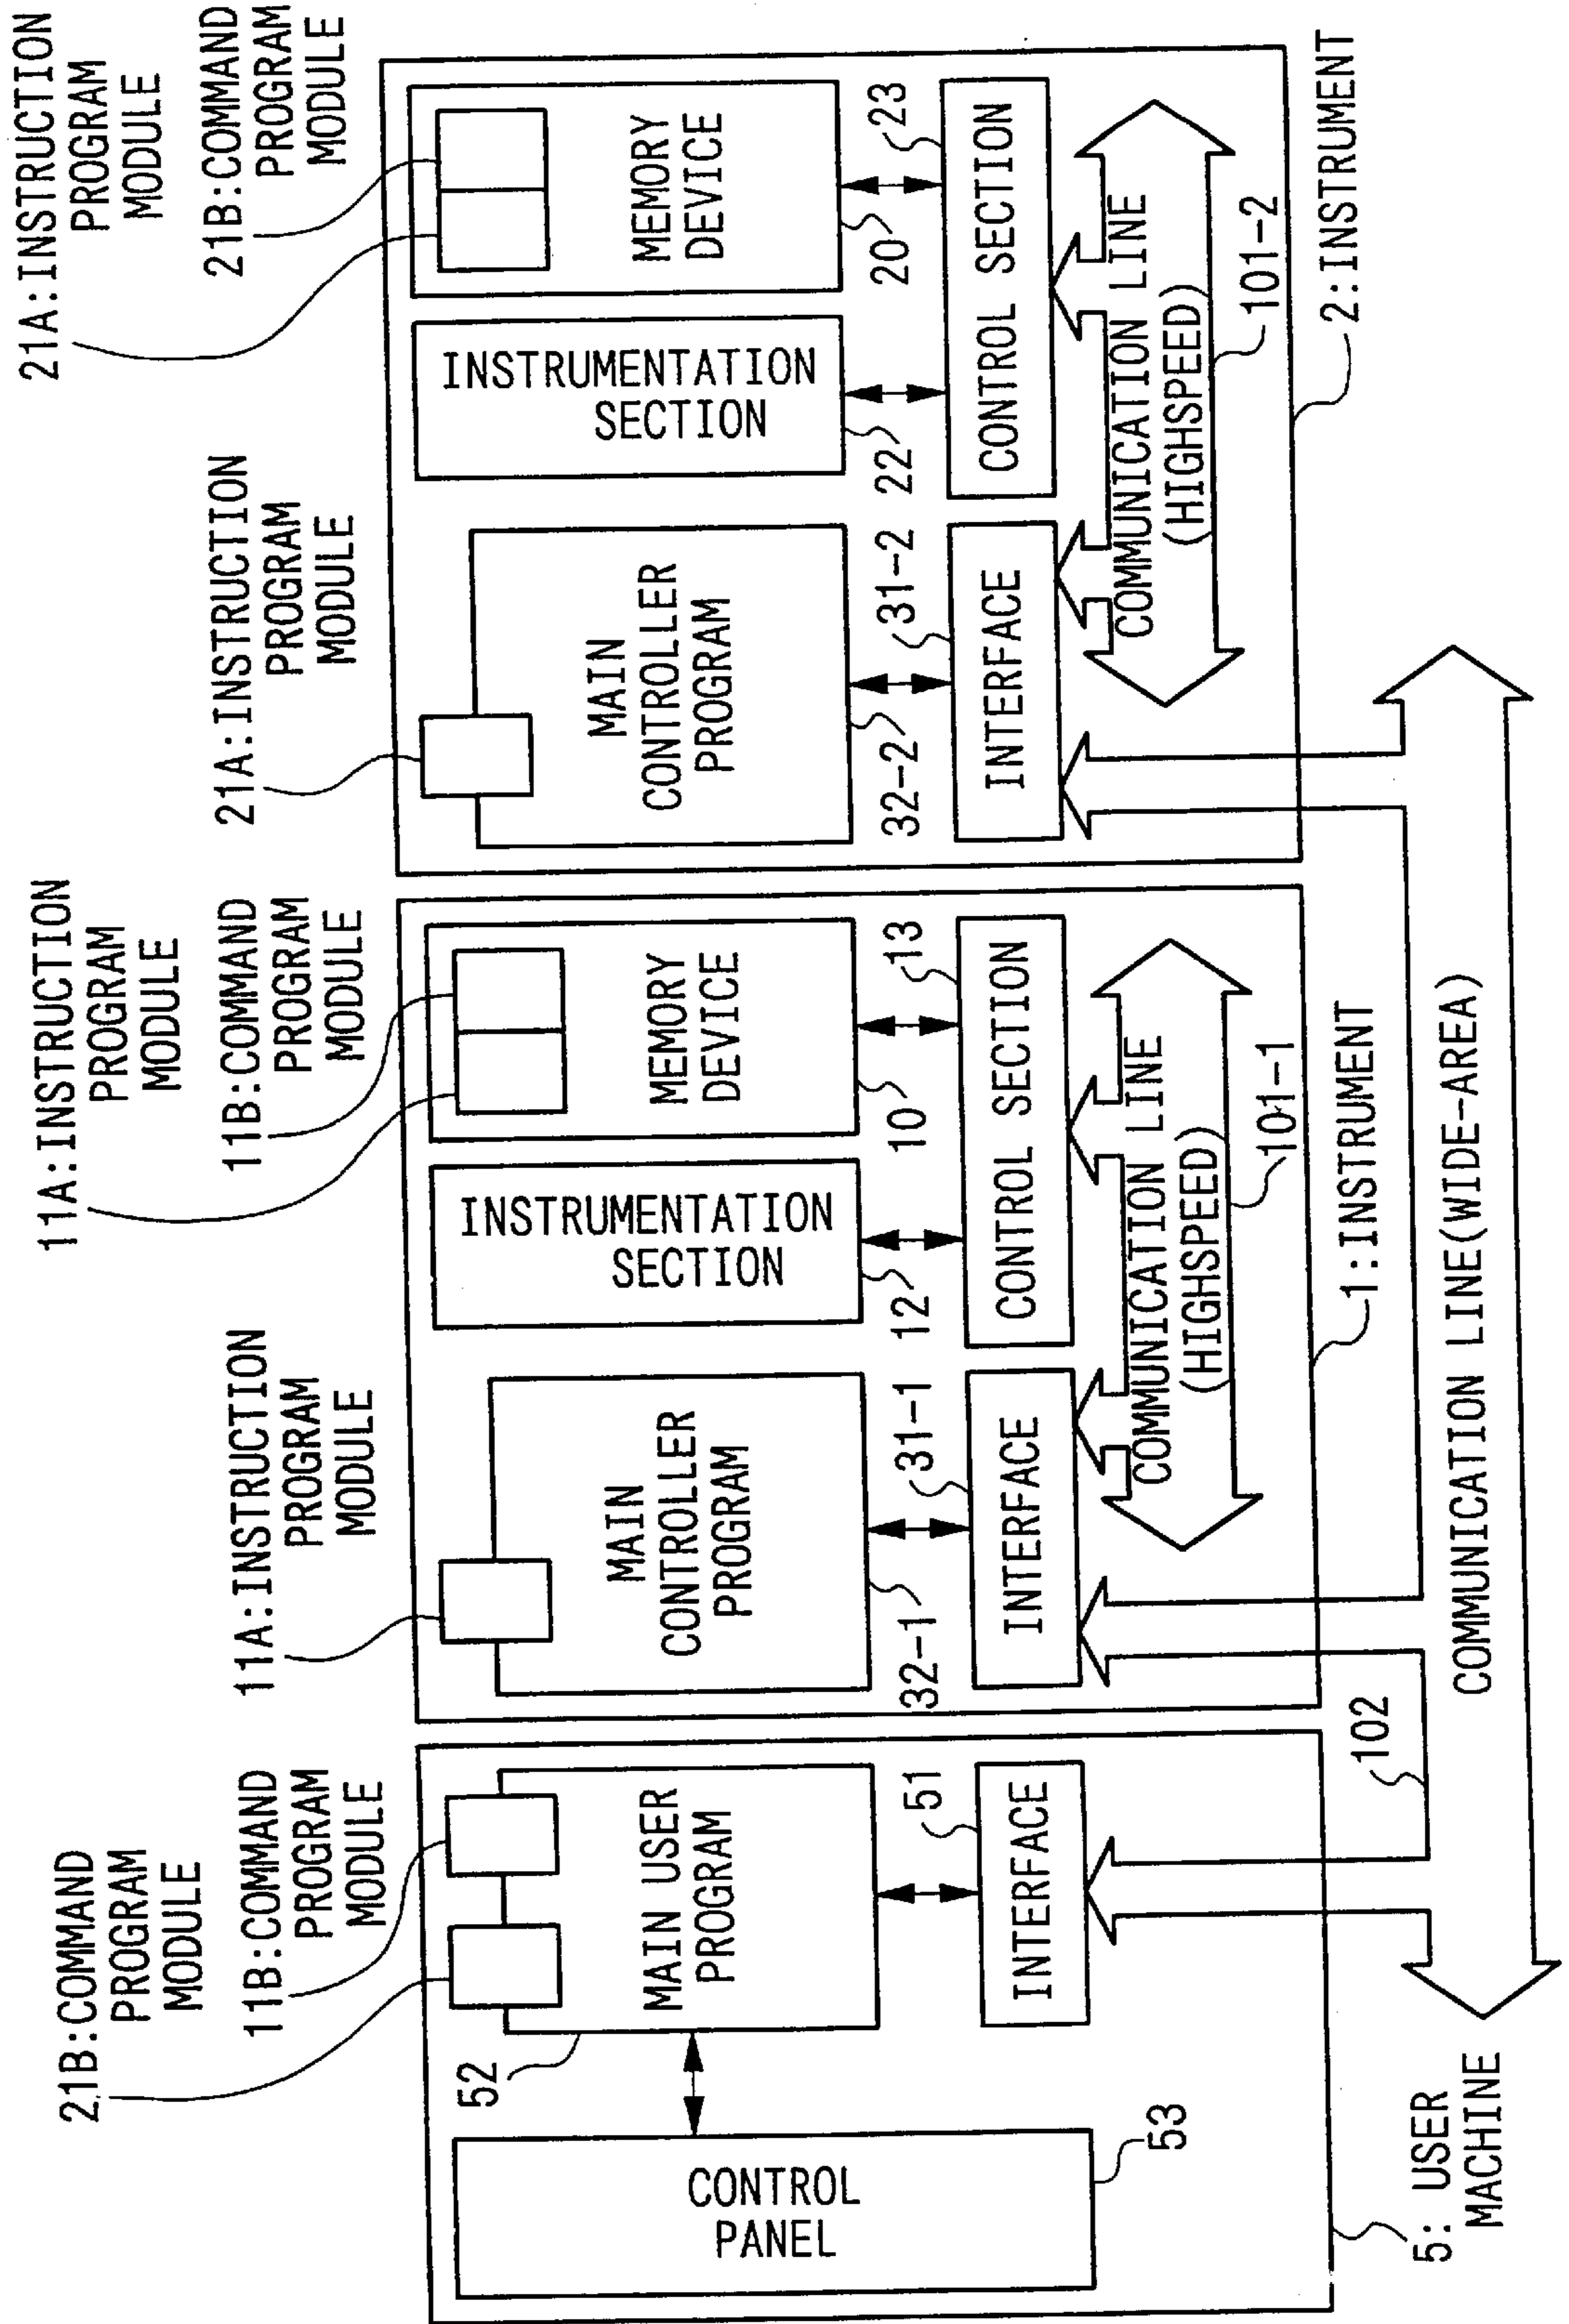 21B:COMMAND
PROGRAM
MODULE
11B:COMMAND
PROGRAM
MODULE
52
CONTROL
PANEL
53
MAIN USER
PROGRAM
51
INTERFACE
5: USER
MACHINE
11A:INSTRUCTION
PROGRAM
MODULE
MAIN
CONTROLLER
PROGRAM
32-1
31-1
INTERFACE
11A:INSTRUCTION
PROGRAM
MODULE
11B:COMMAND
PROGRAM
MODULE
INSTRUMENTATION
SECTION
12
MEMORY
DEVICE
10
13
CONTROL SECTION
COMMUNICATION LINE
(HIGHSPEED)
101-1
1:INSTRUMENT
21A:INSTRUCTION
PROGRAM
MODULE
MAIN
CONTROLLER
PROGRAM
32-2
31-2
INTERFACE
21A:INSTRUCTION
PROGRAM
MODULE
21B:COMMAND
PROGRAM
MODULE
INSTRUMENTATION
SECTION
22
MEMORY
DEVICE
20
23
CONTROL SECTION
COMMUNICATION LINE
(HIGHSPEED)
101-2
2:INSTRUMENT
102
COMMUNICATION LINE(WIDE-AREA)